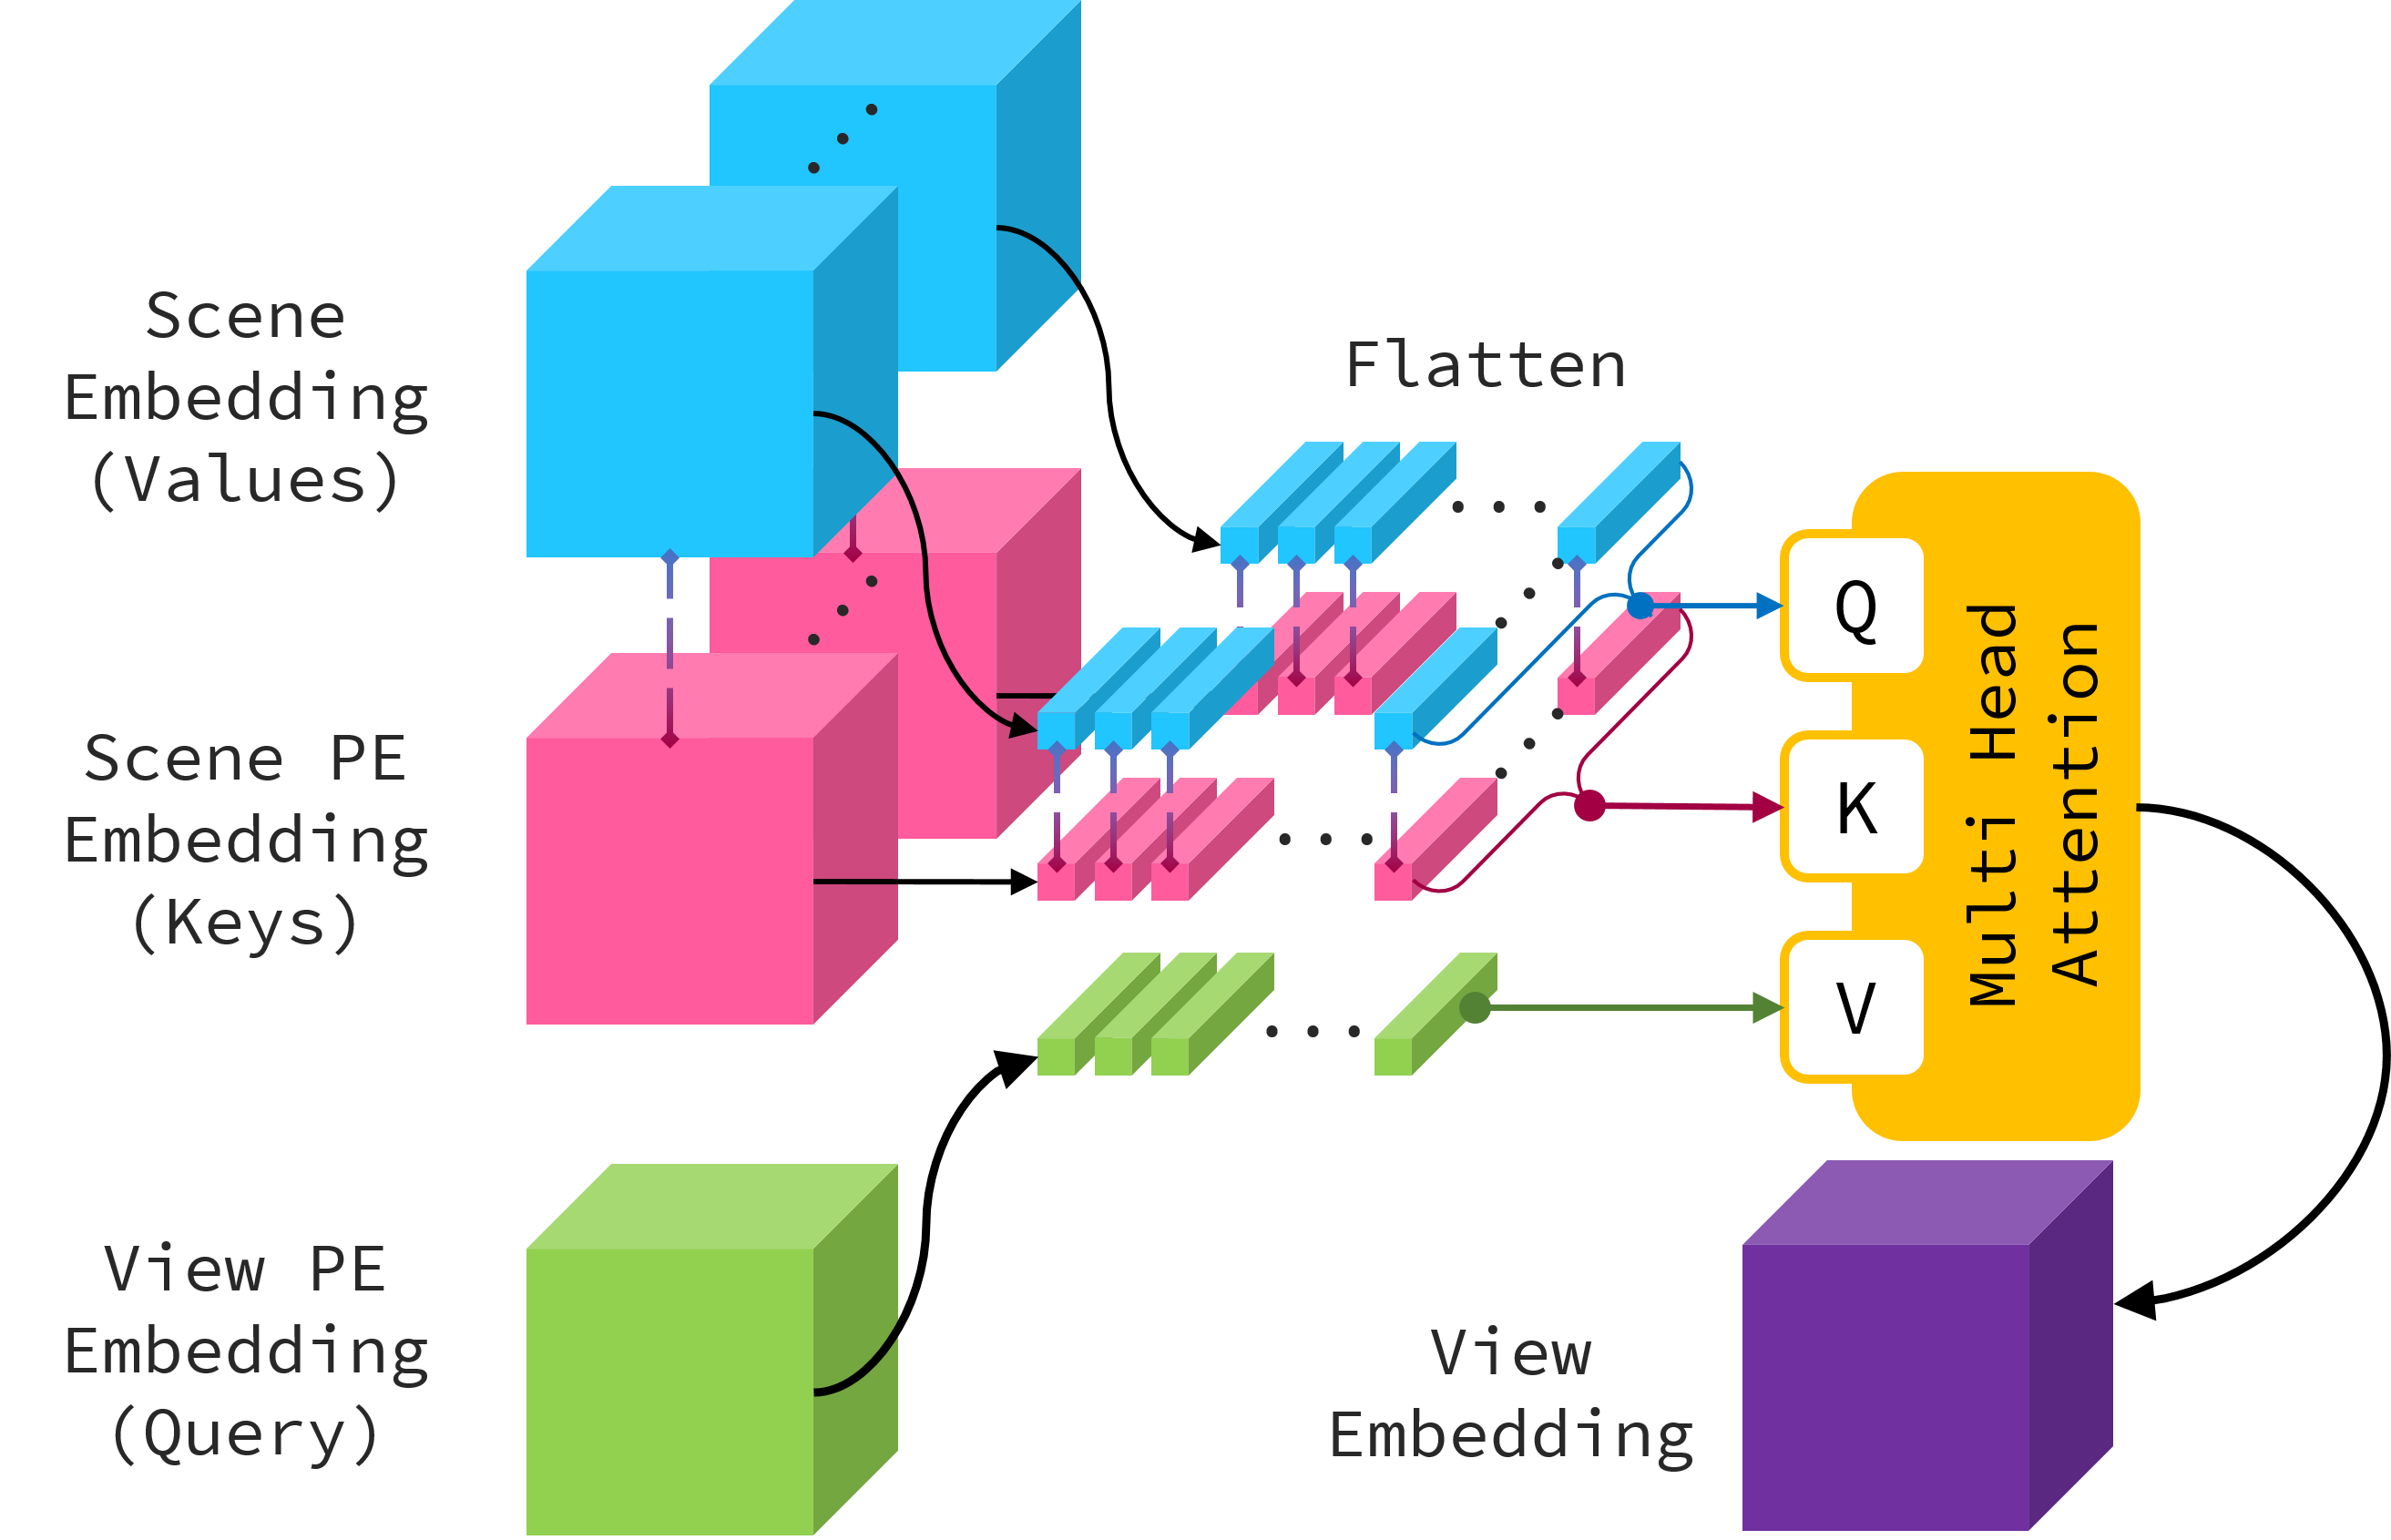 Scene
Embedding
(Values)
Flatten
Scene PE
Embedding
(Keys)
View PE
Embedding
(Query)
Q
K
V
Multi Head
Attention
View
Embedding